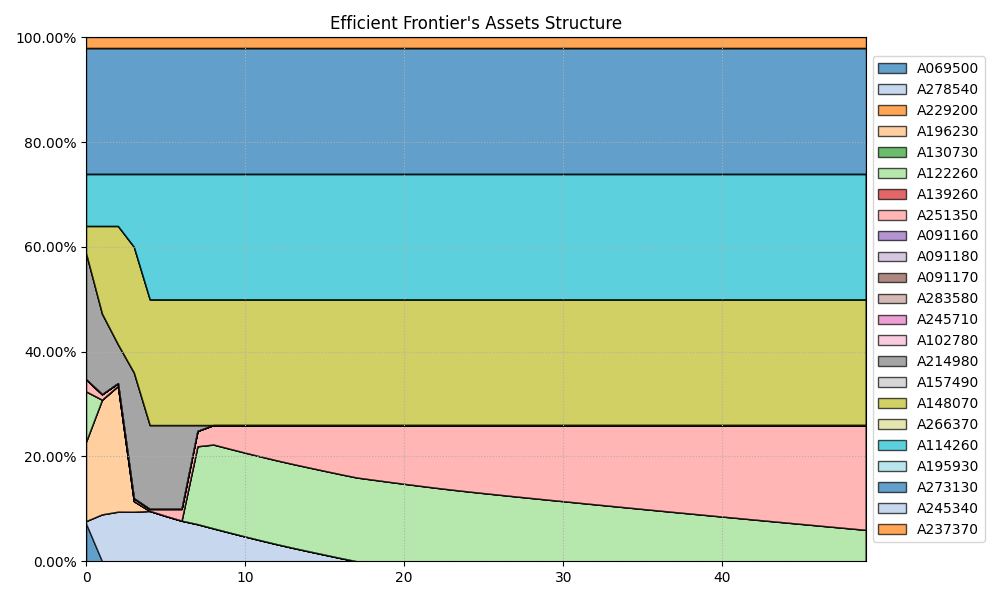 Efficient Frontier's Assets Structure
100.00%
80.00%
60.00%
40.00%
20.00%
0.00%
0
10
20
30
40
A069500
A278540
A229200
A196230
A130730
A122260
A139260
A251350
A091160
A091180
A091170
A283580
A245710
A102780
A214980
A157490
A148070
A266370
A114260
A195930
A273130
A245340
A237370